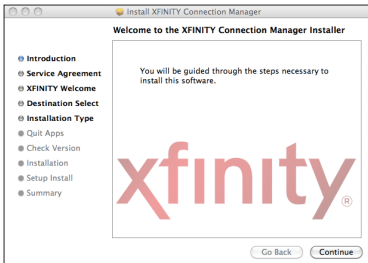 Install XFINITY Connection Manager
Welcome to the XFINITY Connection Manager Installer
Introduction
Service Agreement
XFINITY Welcome
Destination Select
Installation Type
Quit Apps
Check Version
Installation
Setup Install
Summary
You will be guided through the steps necessary to
install this software.
xfinity®
Go Back
Continue